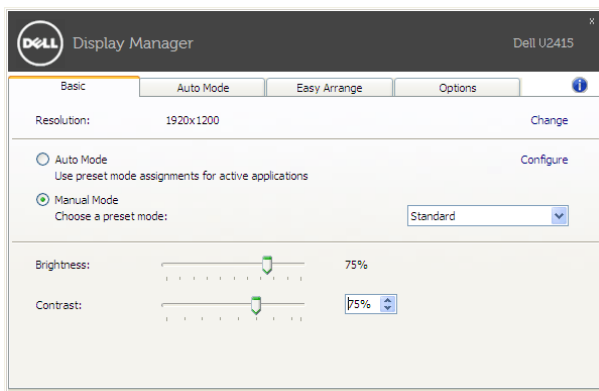 x
DELL Display Manager Dell U2415
Basic Auto Mode Easy Arrange Options i
Resolution: 1920x1200 Change
Auto Mode Configure
Use preset mode assignments for active applications
Manual Mode
Choose a preset mode: Standard
Brightness: 75%
Contrast: 75%